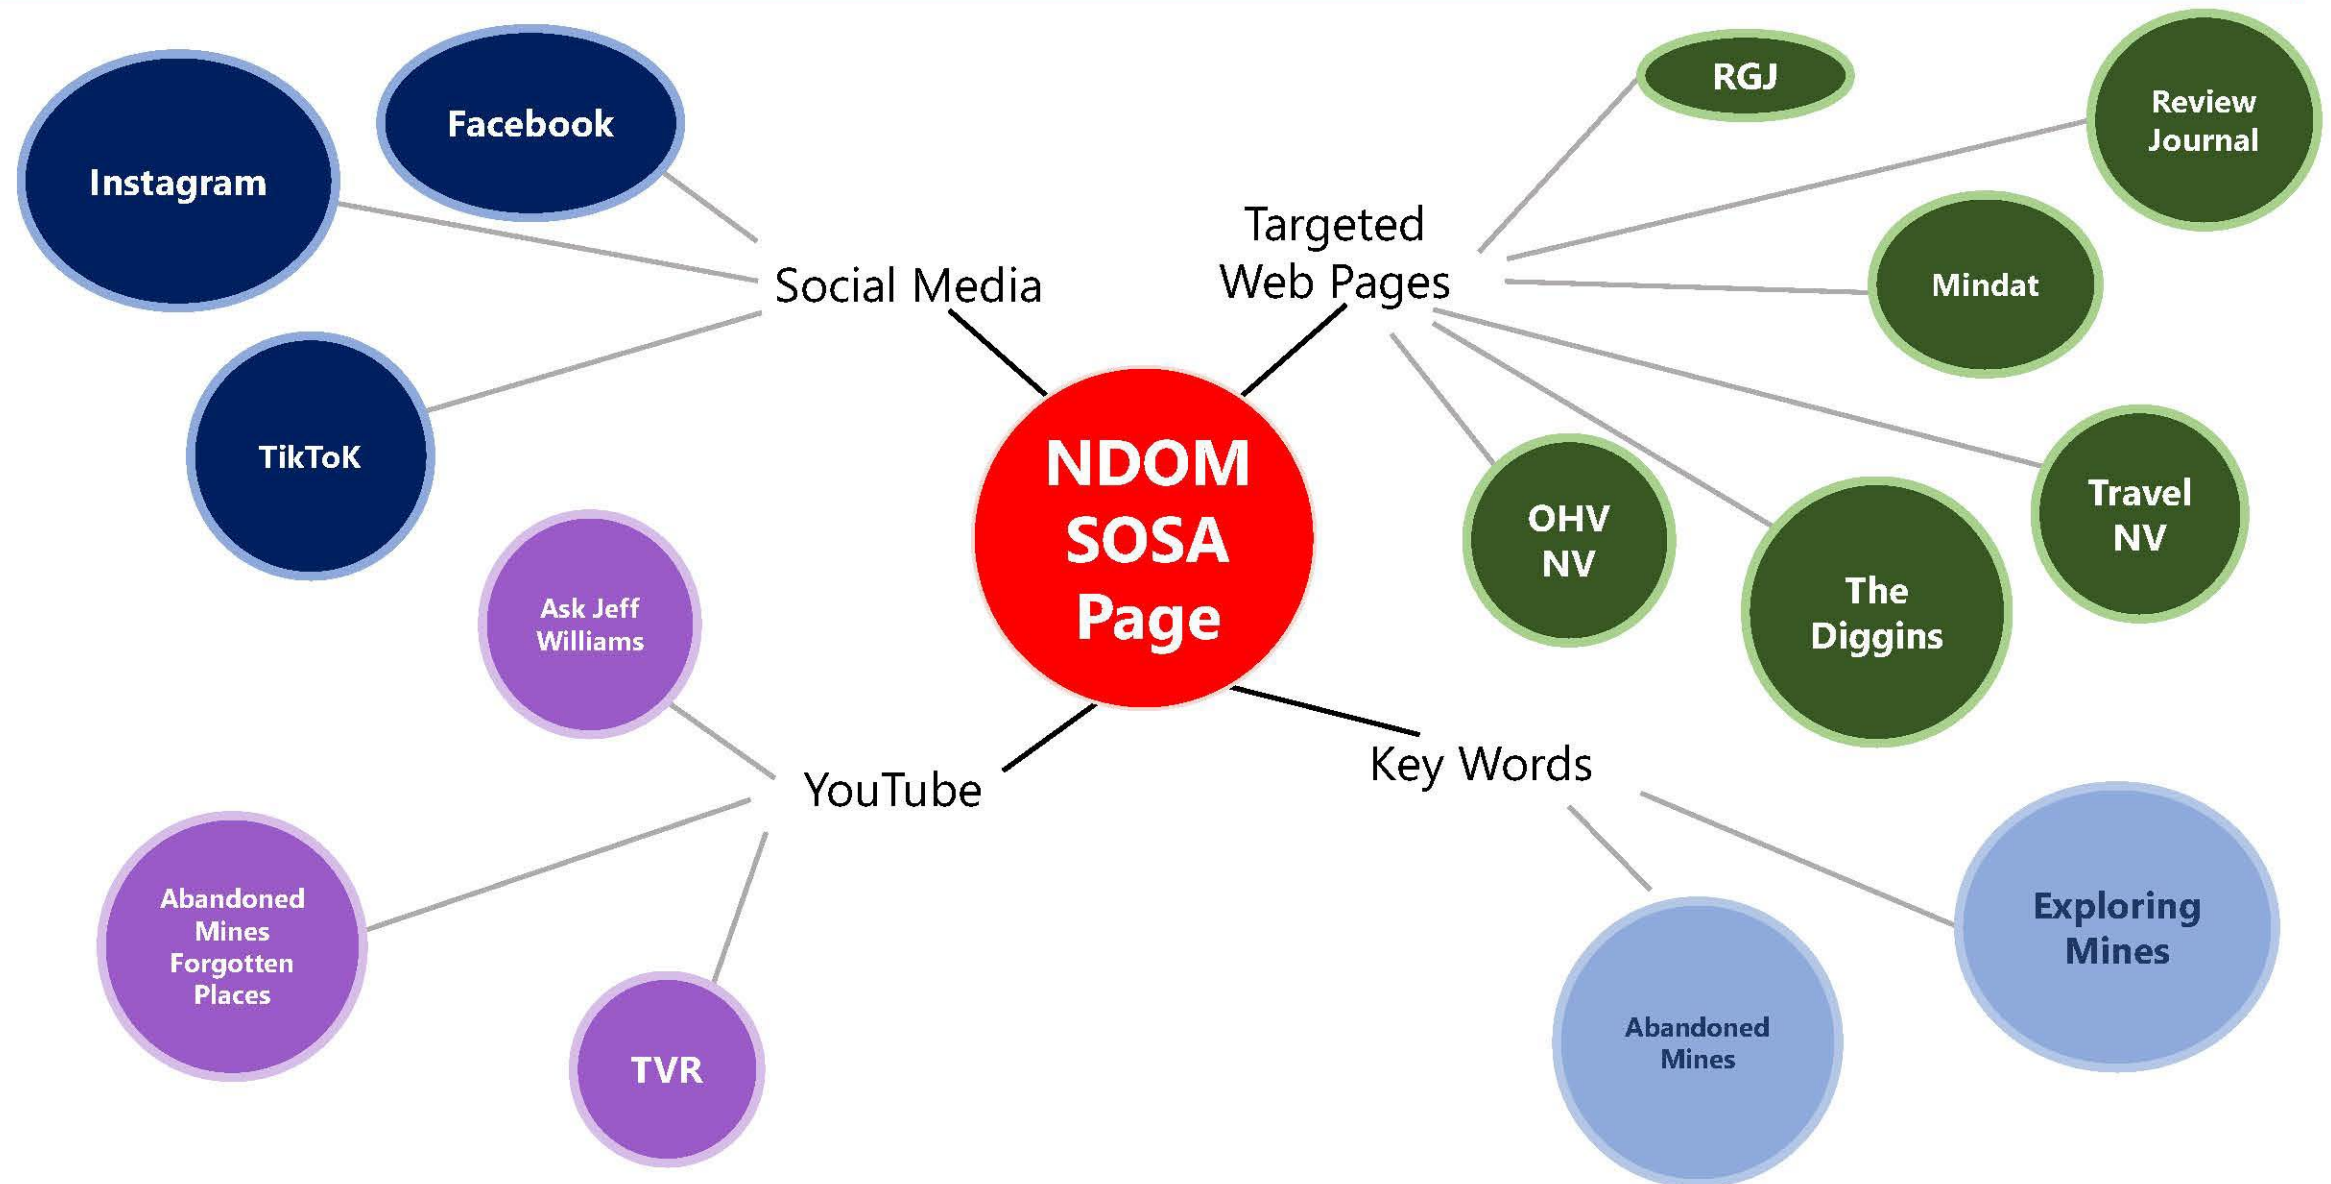 Instagram
Facebook
TikToK
Social Media
Targeted
Web Pages
RGJ
Review
Journal
Mindat
Travel
NV
The
Diggins
OHV
NV
NDOM
SOSA
Page
Ask Jeff
Williams
YouTube
Abandoned
Mines
Forgotten
Places
TVR
Key Words
Abandoned
Mines
Exploring
Mines